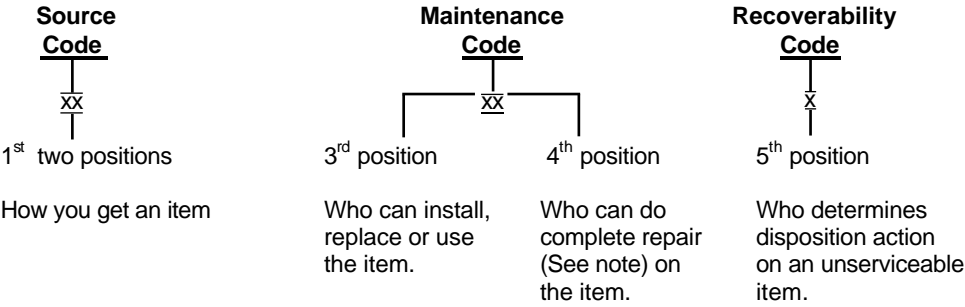 Source Maintenance Recoverability
Code Code Code
xx xx x
1st two positions 3rd position 4th position 5th position
How you get an item Who can install, Who can do Who determines
replace or use complete repair disposition action
the item. (See note) on on an unserviceable
the item. item.